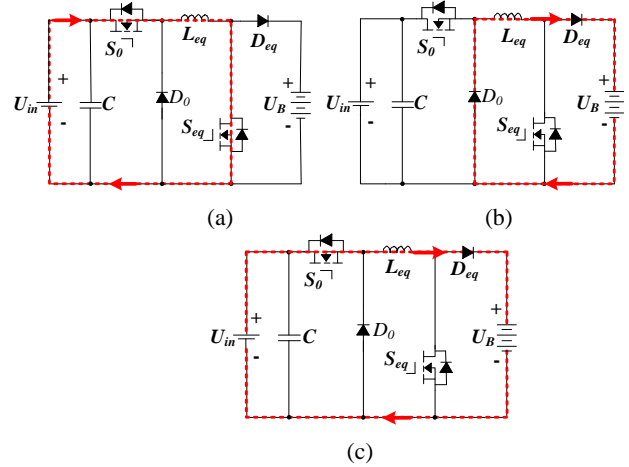 S0
Leq
Deq
+
Uin
-
C
D0
Seq
+
UB
-
(a)
S0
Leq
Deq
+
Uin
-
C
D0
Seq
+
UB
-
(b)
S0
Leq
Deq
+
Uin
-
C
D0
Seq
+
UB
-
(c)